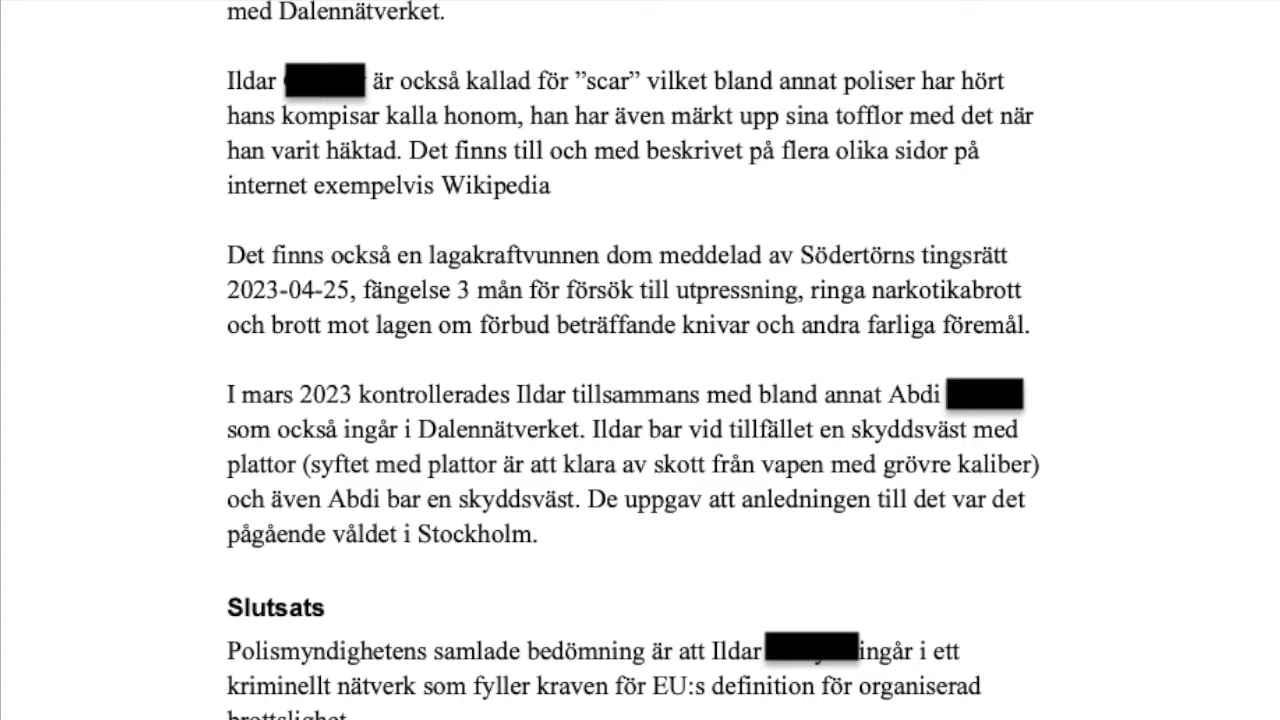 med Dalennätverket.
Ildar är också kallad för ”scar” vilket bland annat poliser har hört
hans kompisar kalla honom, han har även märkt upp sina tofflor med det när
han varit häktad. Det finns till och med beskrivet på flera olika sidor på
internet exempelvis Wikipedia
Det finns också en lagakraftvunnen dom meddelad av Södertörns tingsrätt
2023-04-25, fängelse 3 mån för försök till utpressning, ringa narkotikabrott
och brott mot lagen om förbud beträffande knivar och andra farliga föremål.
I mars 2023 kontrollerades Ildar tillsammans med bland annat Abdi
som också ingår i Dalennätverket. Ildar bar vid tillfället en skyddsväst med
plattor (syftet med plattor är att klara av skott från vapen med grövre kaliber)
och även Abdi bar en skyddsväst. De uppgav att anledningen till det var det
pågående våldet i Stockholm.
Slutsats
Polismyndighetens samlade bedömning är att Ildar ingår i ett
kriminellt nätverk som fyller kraven för EU:s definition för organiserad
brottslighet